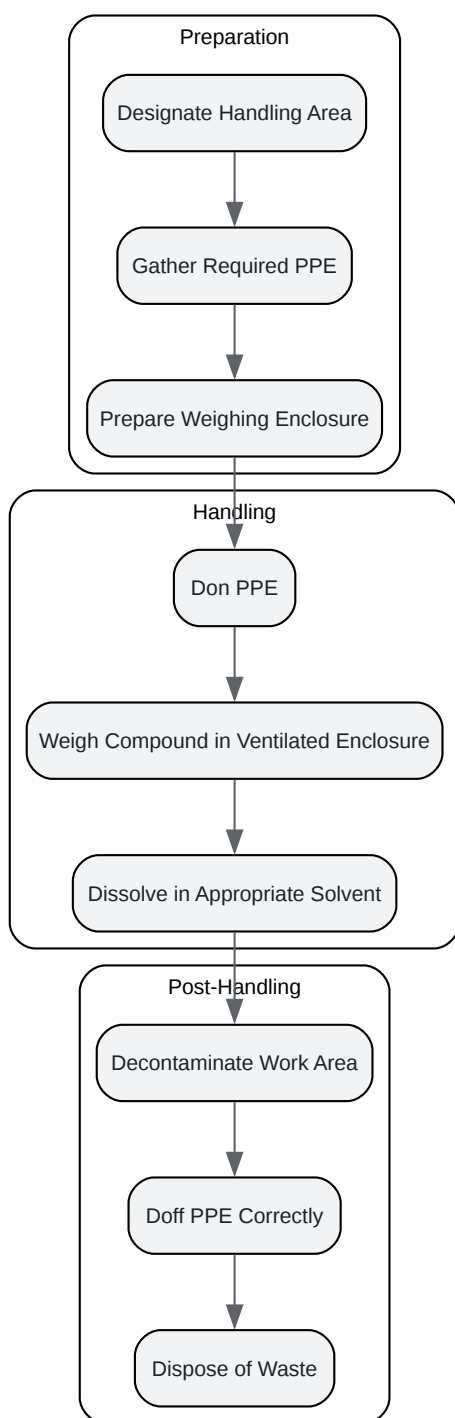 Preparation
Designate Handling Area
Gather Required PPE
Prepare Weighing Enclosure
Handling
Don PPE
Weigh Compound in Ventilated Enclosure
Dissolve in Appropriate Solvent
Post-Handling
Decontaminate Work Area
Doff PPE Correctly
Dispose of Waste